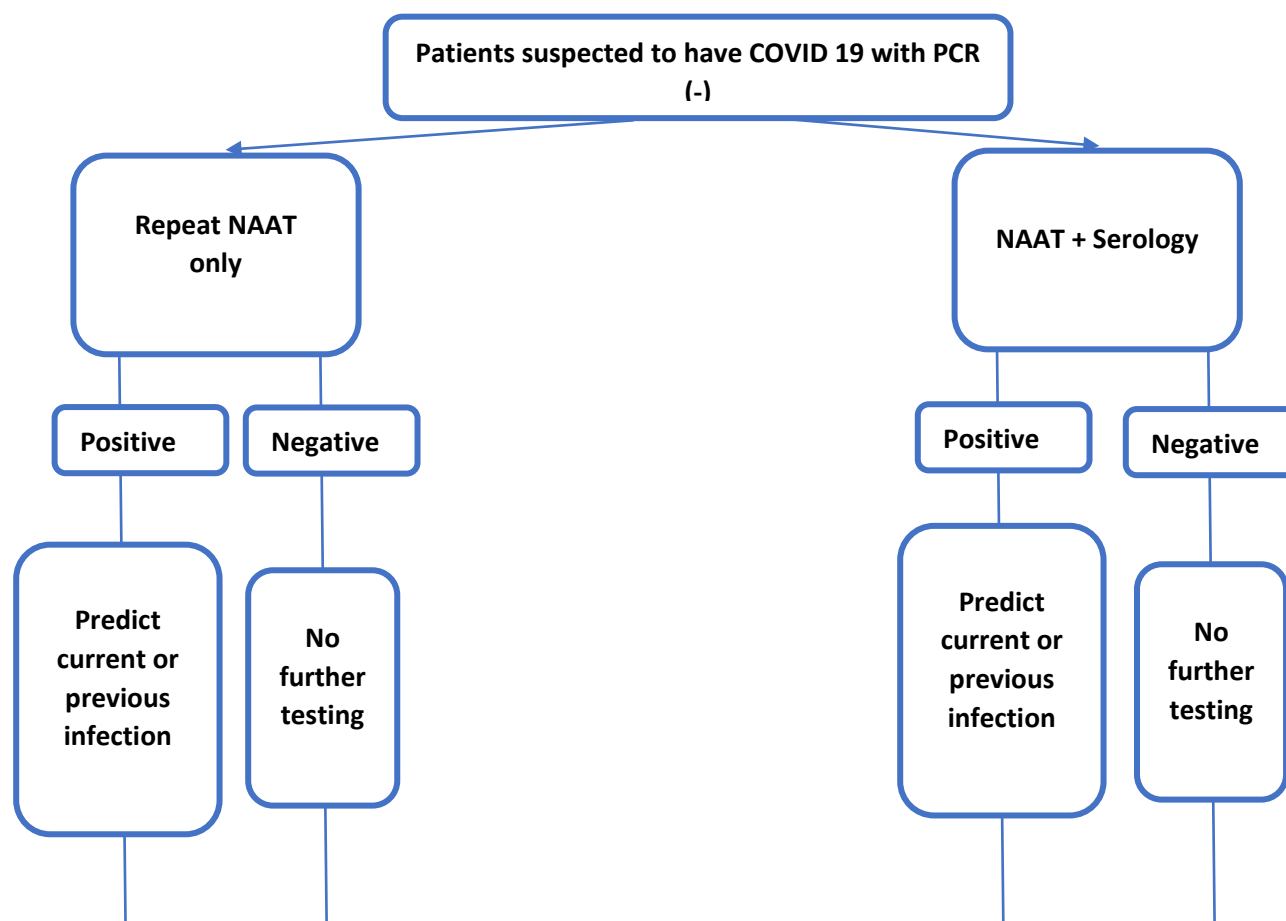 Patients suspected to have COVID 19 with PCR
(-)
Repeat NAAT
only
NAAT + Serology
Positive
Negative
Positive
Negative
Predict
current or
previous
infection
No
further
testing
Predict
current or
previous
infection
No
further
testing